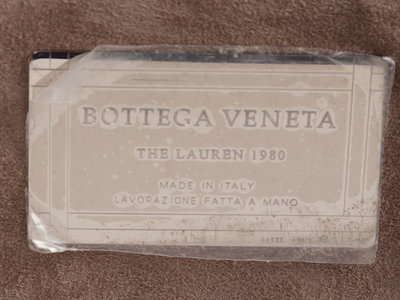 BOTTEGA VENETA
THE LAUREN 1980
MADE IN ITALY
LAVORAZIONE FATTA A MANO